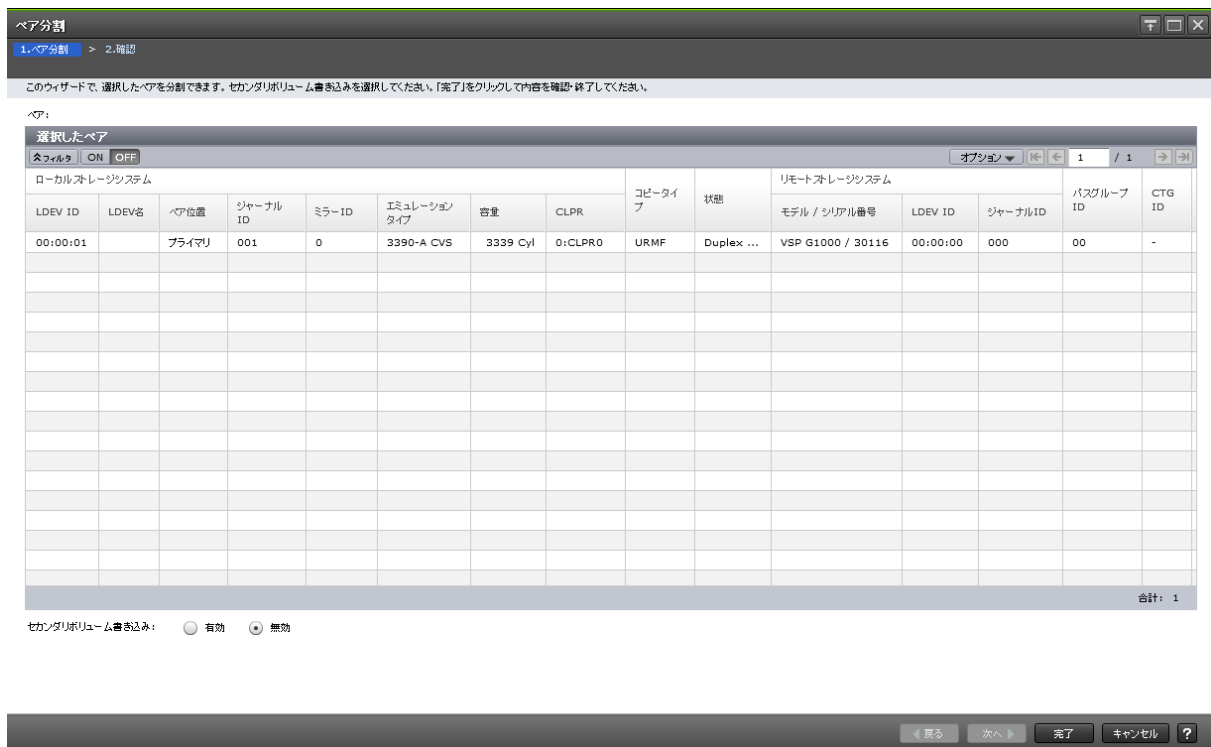 ペア分割
1.ペア分割 > 2.確認
このウィザードで、選択したペアを分割できます。セカンダリボリューム書き込みを選択してください。「完了」をクリックして内容を確認・終了してください。
ペア:
選択したペア
フィルタ ON OFF オプション 1 / 1
ローカルストレージシステム コピータイプ 状態 リモートストレージシステム パスグループID CTG ID
LDEV ID LDEV名 ペア位置 ジャーナルID ミラーID エミュレーションタイプ 容量 CLPR モデル / シリアル番号 LDEV ID ジャーナルID
00:00:01 プライマリ 001 0 3390-A CVS 3339 Cyl 0:CLPR0 URMF Duplex ... VSP G1000 / 30116 00:00:00 000 00 -
合計: 1
セカンダリボリューム書き込み: 有効 無効
戻る 次へ 完了 キャンセル ?